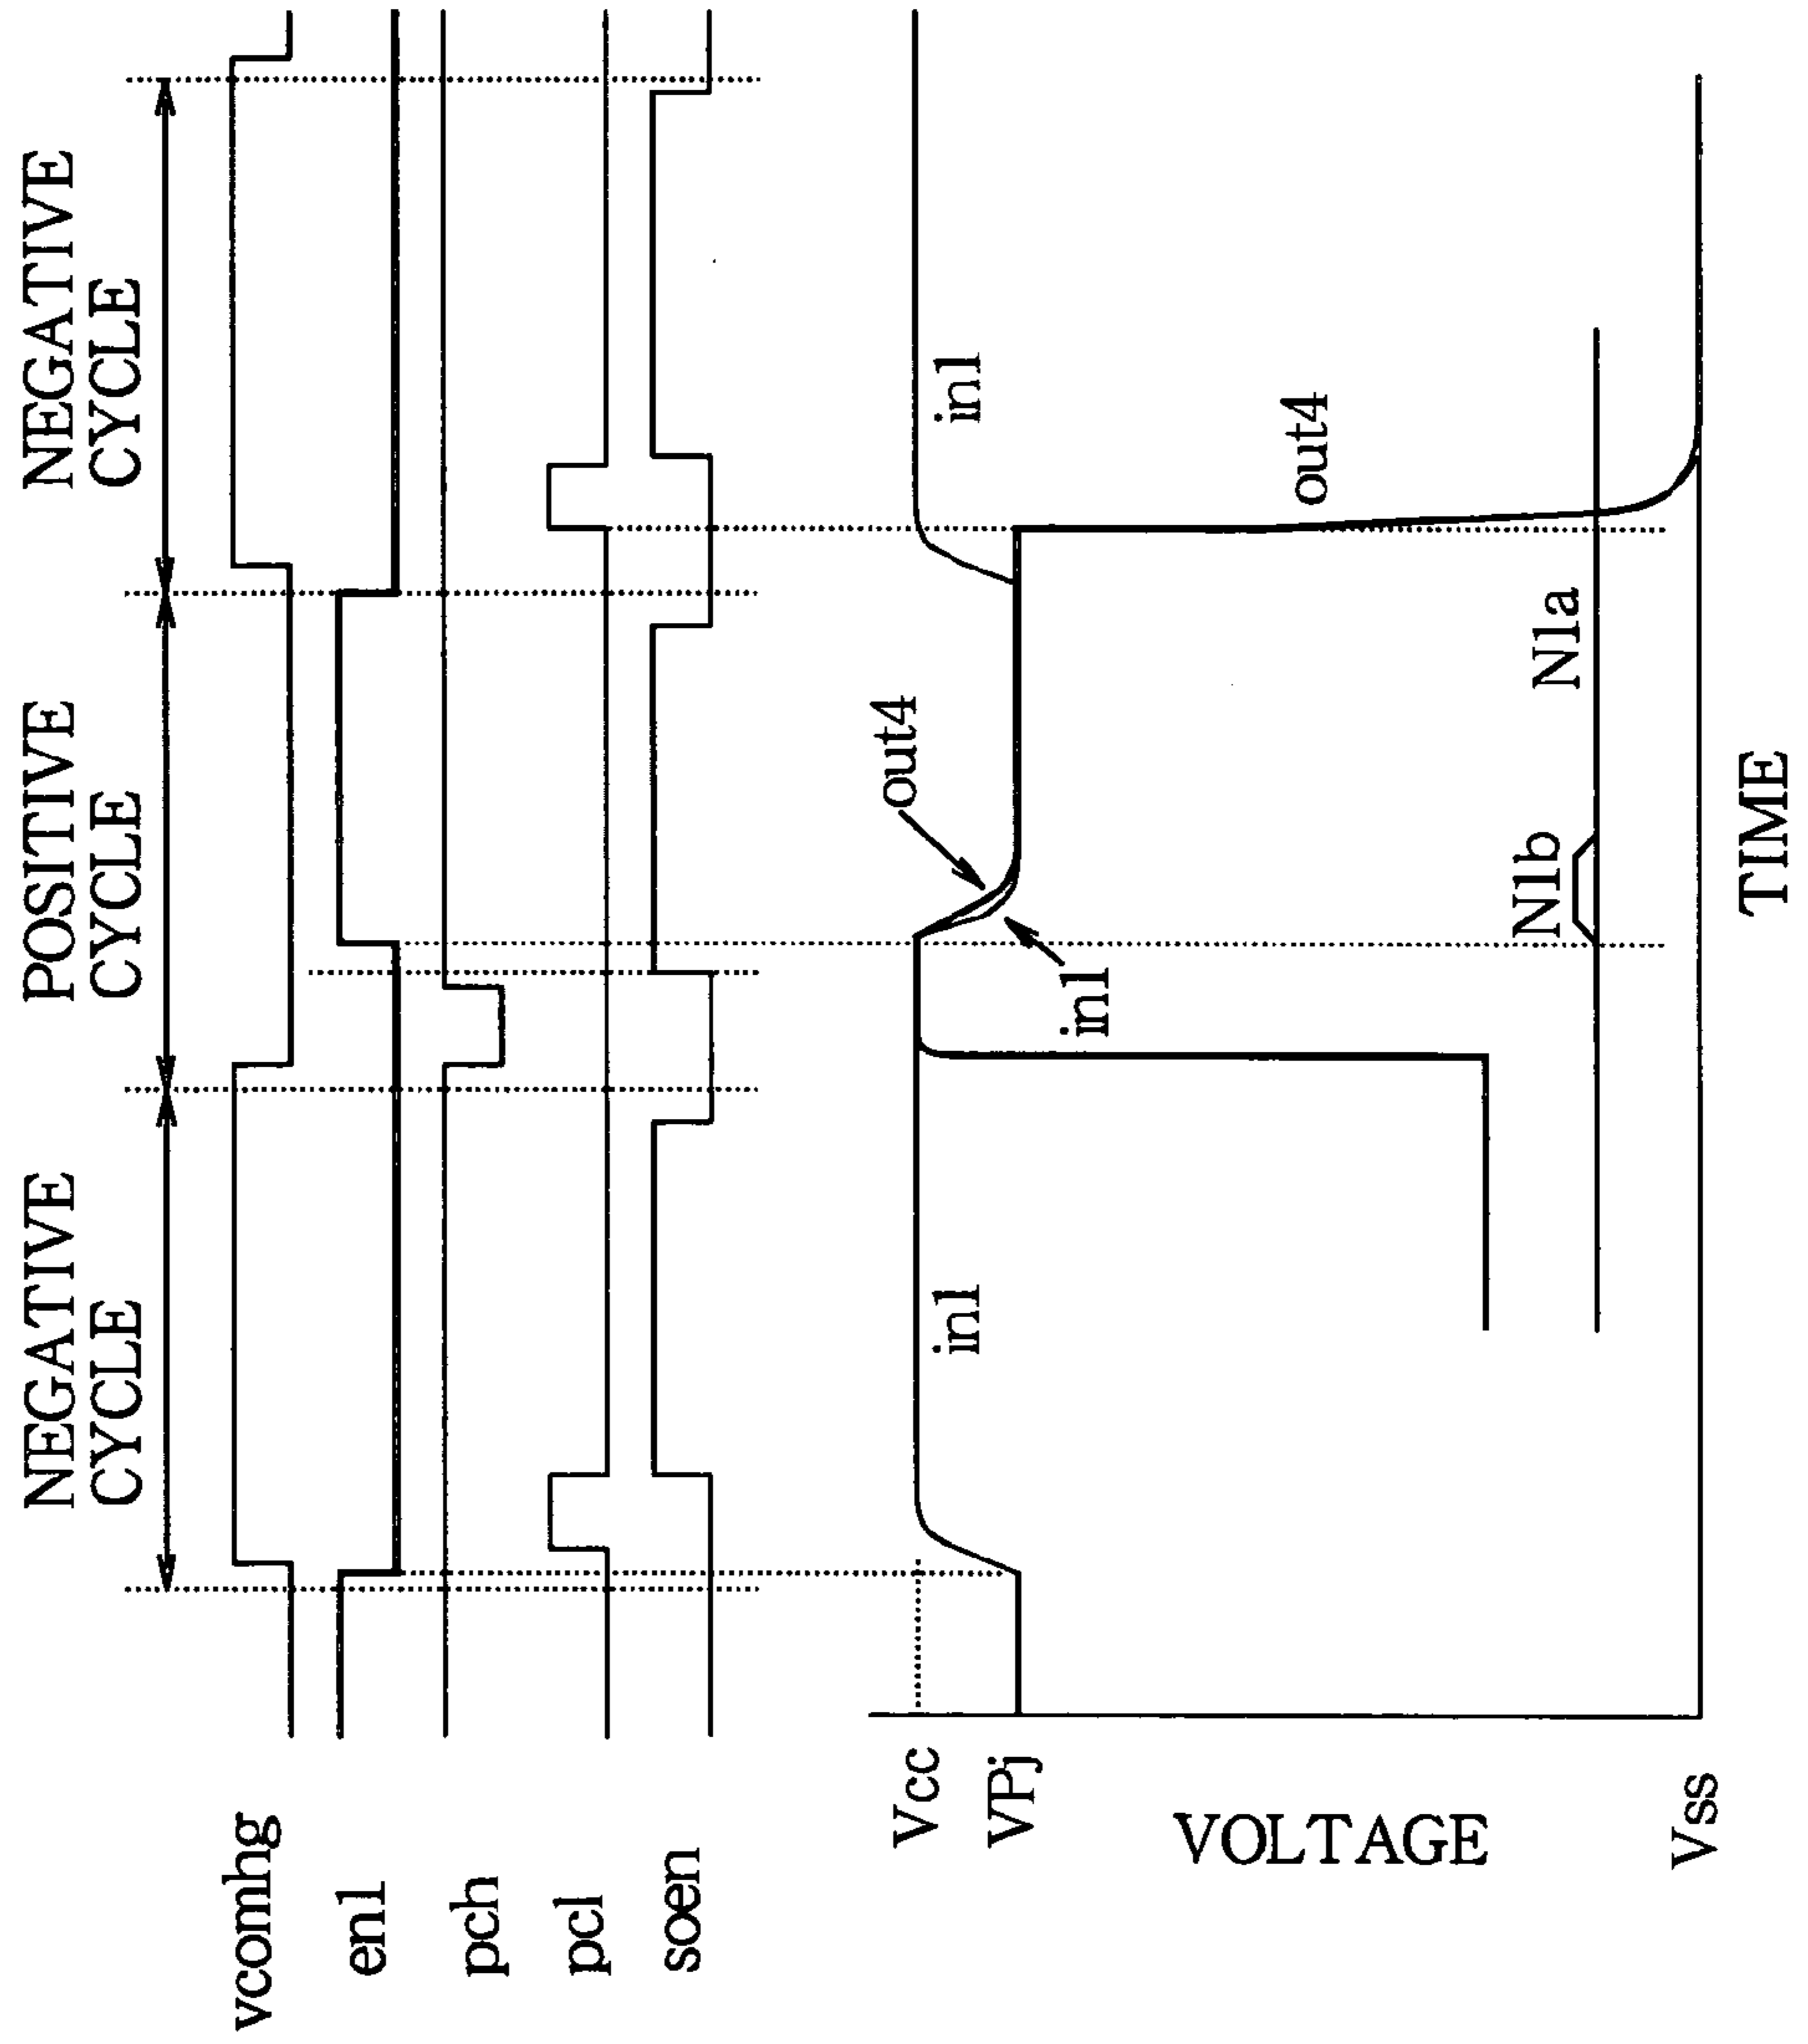 NEGATIVE
CYCLE
POSITIVE
CYCLE
NEGATIVE
CYCLE
vcomhg
en1
pch
pcl
soen
Vcc
VPj
VOLTAGE
Vss
in1
in1
out4
in1
out4
N1b
N1a
TIME